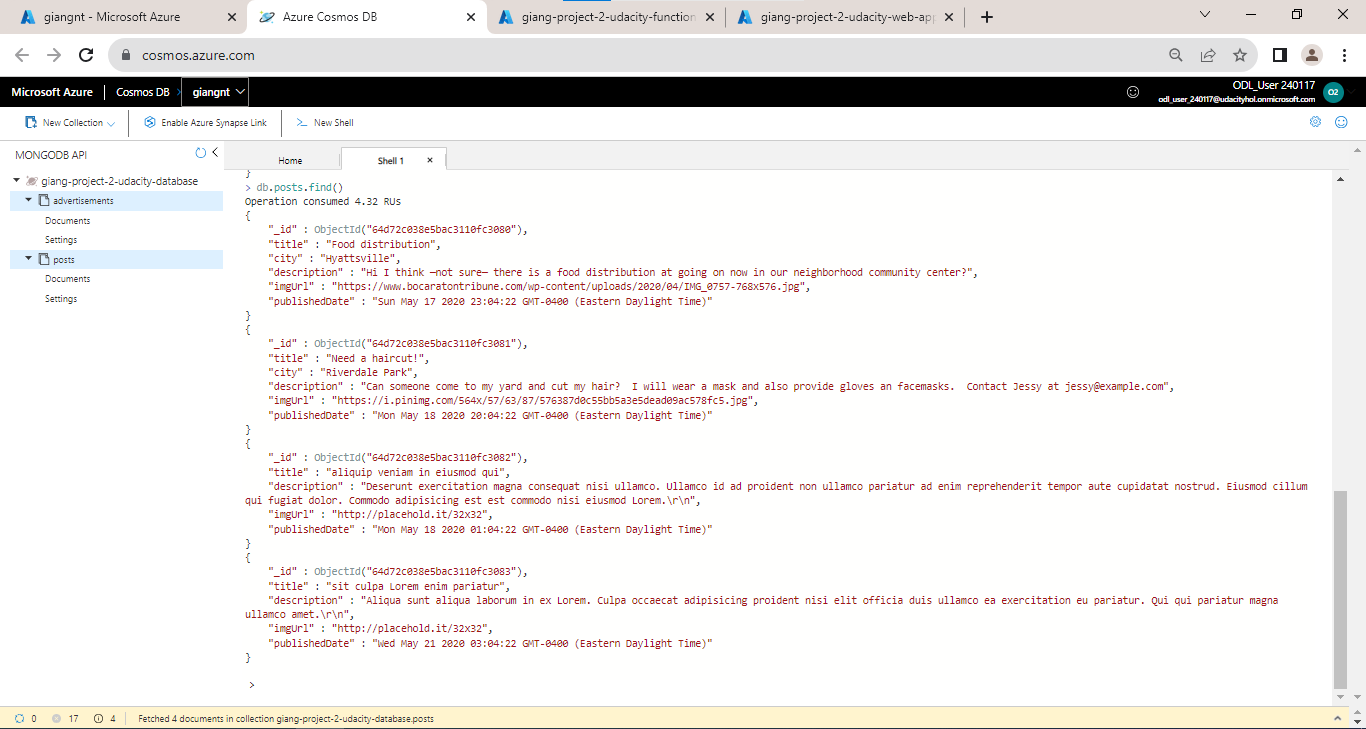 giangnt - Microsoft Azure
Azure Cosmos DB
giang-project-2-udacity-function
giang-project-2-udacity-web-ap
cosmos.azure.com
Microsoft Azure
Cosmos DB
giangnt
ODL_User 240117
odl_user_240117@udacityhol.onmicrosoft.com
O2
New Collection
Enable Azure Synapse Link
New Shell
MONGODB API
Home
Shell 1
giang-project-2-udacity-database
advertisements
Documents
Settings
posts
Documents
Settings
}
> db.posts.find()
Operation consumed 4.32 RUs
{
"_id" : ObjectId("64d72c038e5bac3110fc3080"),
"title" : "Food distribution",
"city" : "Hyattsville",
"description" : "Hi I think —not sure— there is a food distribution at going on now in our neighborhood community center?",
"imgUrl" : "https://www.bocaratontribune.com/wp-content/uploads/2020/04/IMG_0757-768x576.jpg",
"publishedDate" : "Sun May 17 2020 23:04:22 GMT-0400 (Eastern Daylight Time)"
}
{
"_id" : ObjectId("64d72c038e5bac3110fc3081"),
"title" : "Need a haircut!",
"city" : "Riverdale Park",
"description" : "Can someone come to my yard and cut my hair?  I will wear a mask and also provide gloves an facemasks.  Contact Jessy at jessy@example.com",
"imgUrl" : "https://i.pinimg.com/564x/57/63/87/576387d0c55bb5a3e5dead09ac578fc5.jpg",
"publishedDate" : "Mon May 18 2020 20:04:22 GMT-0400 (Eastern Daylight Time)"
}
{
"_id" : ObjectId("64d72c038e5bac3110fc3082"),
"title" : "aliquip veniam in eiusmod qui",
"description" : "Deserunt exercitation magna consequat nisi ullamco. Ullamco id ad proident non ullamco pariatur ad enim reprehenderit tempor aute cupidatat nostrud. Eiusmod cillum
qui fugiat dolor. Commodo adipisicing est est commodo nisi eiusmod Lorem.\r\n",
"imgUrl" : "http://placehold.it/32x32",
"publishedDate" : "Mon May 18 2020 01:04:22 GMT-0400 (Eastern Daylight Time)"
}
{
"_id" : ObjectId("64d72c038e5bac3110fc3083"),
"title" : "sit culpa Lorem enim pariatur",
"description" : "Aliqua sunt aliqua laborum in ex Lorem. Culpa occaecat adipisicing proident nisi elit officia duis ullamco ea exercitation eu pariatur. Qui qui pariatur magna
ullamco amet.\r\n",
"imgUrl" : "http://placehold.it/32x32",
"publishedDate" : "Wed May 21 2020 03:04:22 GMT-0400 (Eastern Daylight Time)"
}
>
0
17
4
Fetched 4 documents in collection giang-project-2-udacity-database.posts